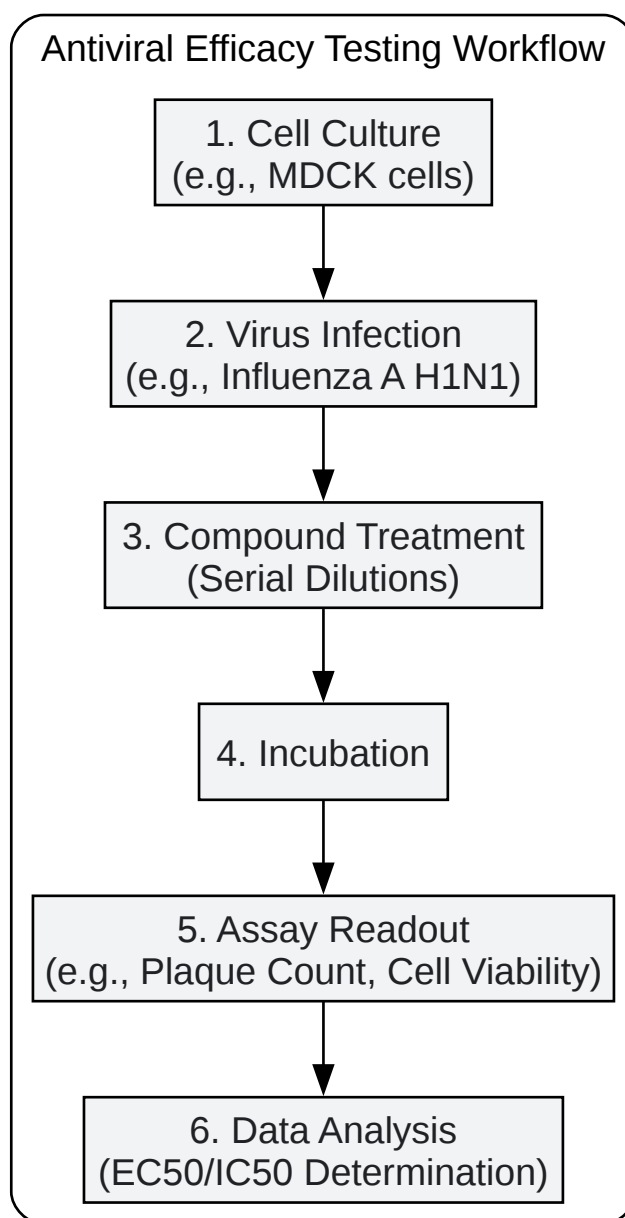 Antiviral Efficacy Testing Workflow
1. Cell Culture
(e.g., MDCK cells)
2. Virus Infection
(e.g., Influenza A H1N1)
3. Compound Treatment
(Serial Dilutions)
4. Incubation
5. Assay Readout
(e.g., Plaque Count, Cell Viability)
6. Data Analysis
(EC50/IC50 Determination)